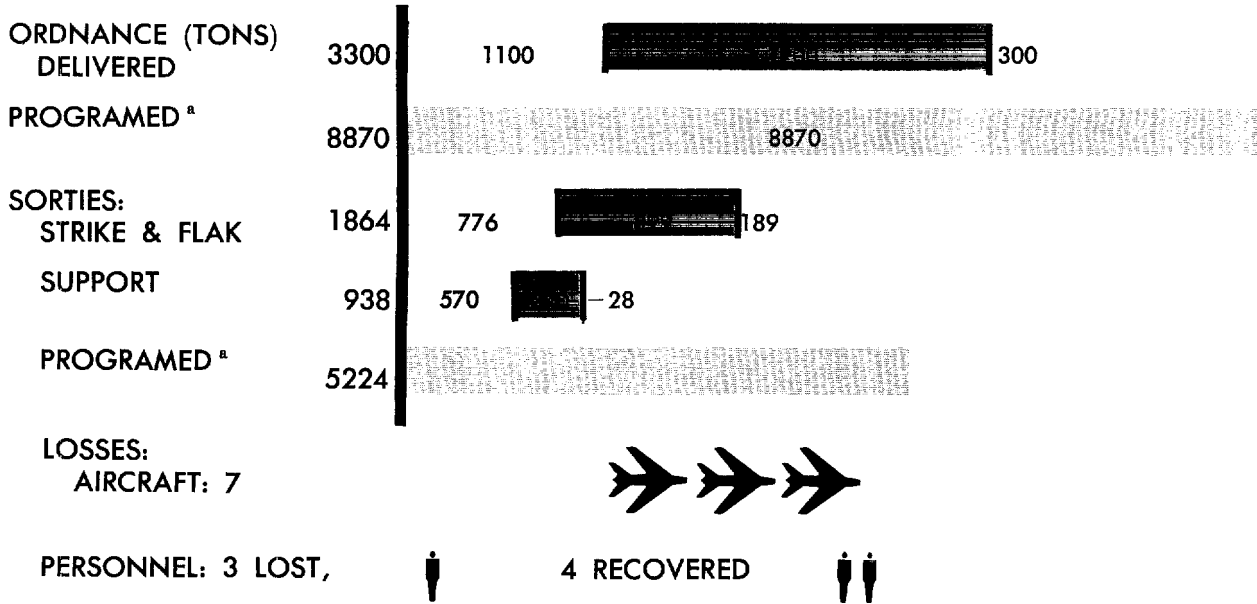 ORDNANCE (TONS)
DELIVERED 3300 1100 300
PROGRAMED ª
8870 8870
SORTIES:
STRIKE & FLAK 1864 776 189
SUPPORT
938 570 28
PROGRAMED ª
5224
LOSSES:
AIRCRAFT: 7
PERSONNEL: 3 LOST, 4 RECOVERED